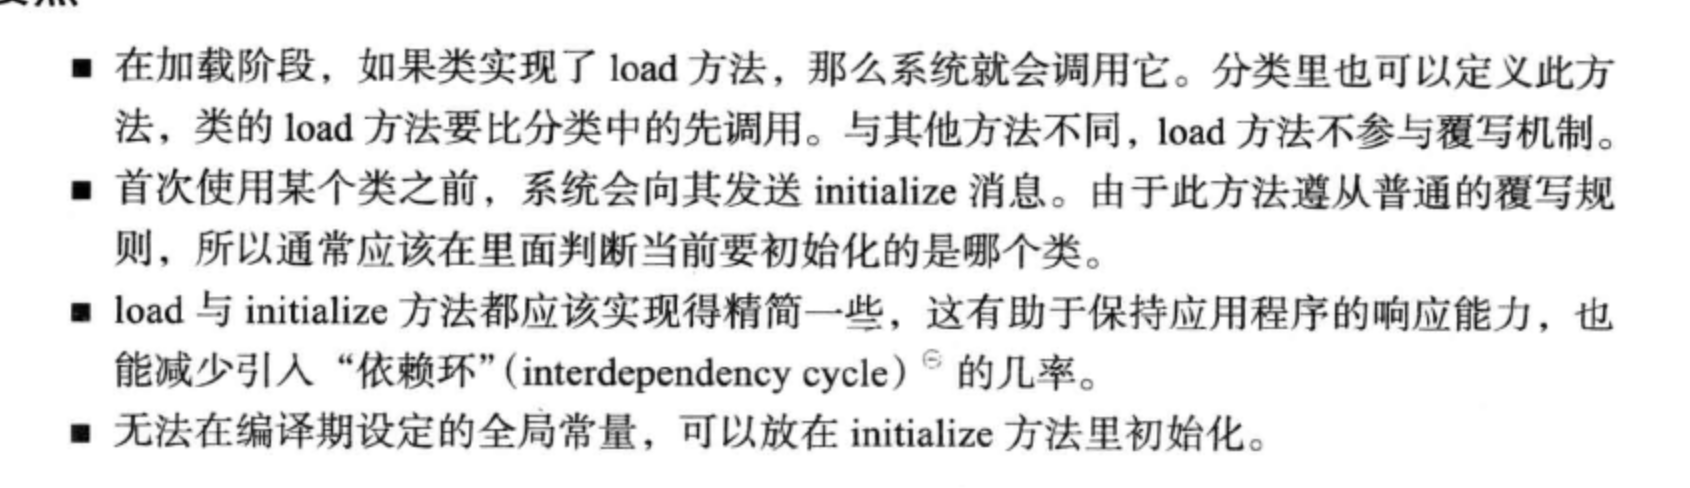 ■ 在加载阶段，如果类实现了 load 方法，那么系统就会调用它。分类里也可以定义此方
法，类的 load 方法要比分类中的先调用。与其他方法不同，load 方法不参与覆写机制。
■ 首次使用某个类之前，系统会向其发送 initialize 消息。由于此方法遵从普通的覆写规
则，所以通常应该在里面判断当前要初始化的是哪个类。
■ load 与 initialize 方法都应该实现得精简一些，这有助于保持应用程序的响应能力，也
能减少引入“依赖环”（interdependency cycle）㊀ 的几率。
■ 无法在编译期设定的全局常量，可以放在 initialize 方法里初始化。